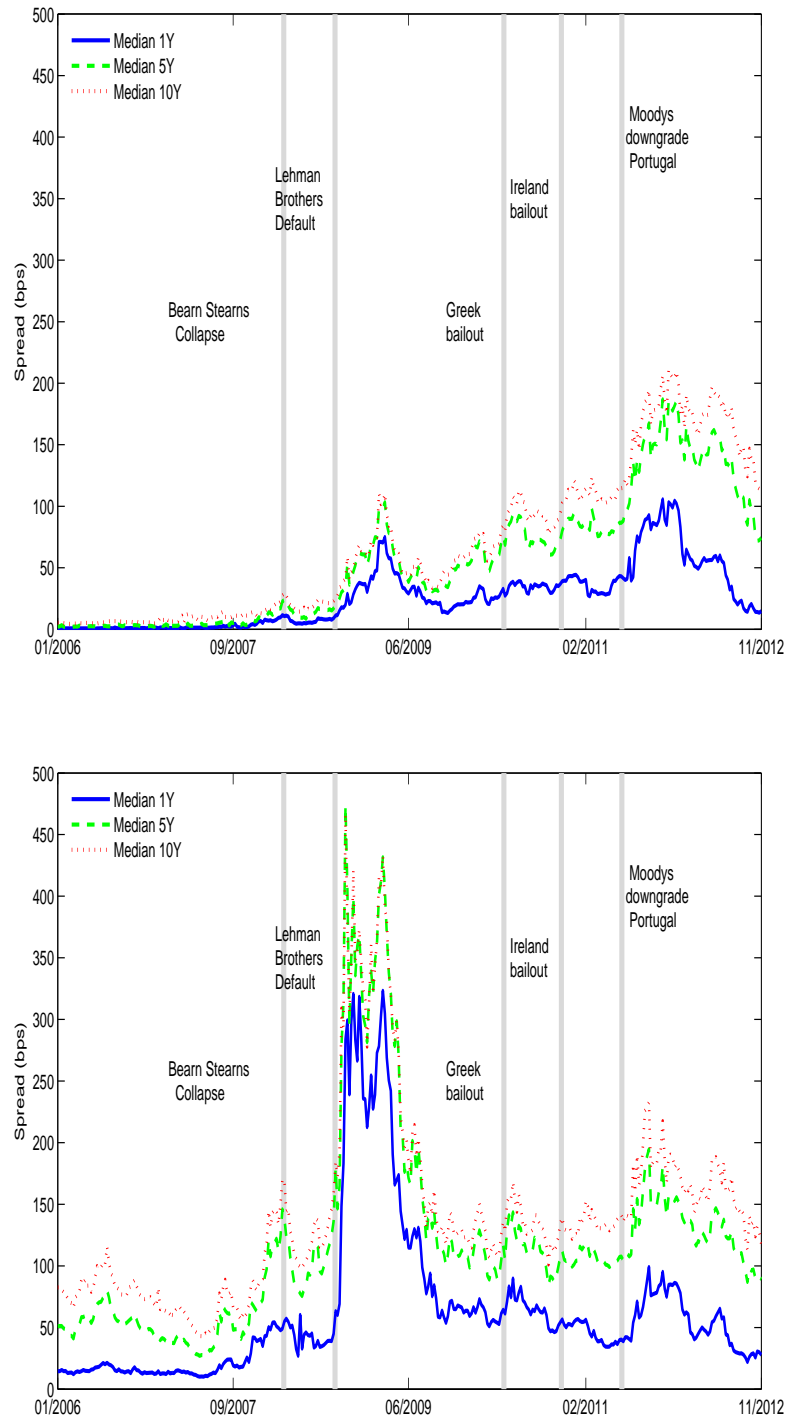 500
450
400
350
300
250
200
150
100
50
0
Spread (bps)
Median 1Y
Median 5Y
Median 10Y
Moodys
downgrade
Portugal
Lehman
Brothers
Default
Ireland
bailout
Bearn Stearns
Collapse
Greek
bailout
01/2006
09/2007
06/2009
02/2011
11/2012
500
450
400
350
300
250
200
150
100
50
0
Spread (bps)
Median 1Y
Median 5Y
Median 10Y
Moodys
downgrade
Portugal
Lehman
Brothers
Default
Ireland
bailout
Bearn Stearns
Collapse
Greek
bailout
01/2006
09/2007
06/2009
02/2011
11/2012